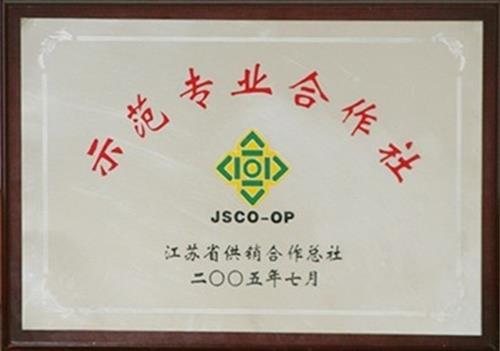 示范专业合作社
JSCO-OP
江苏省供销合作总社
二〇〇五年七月